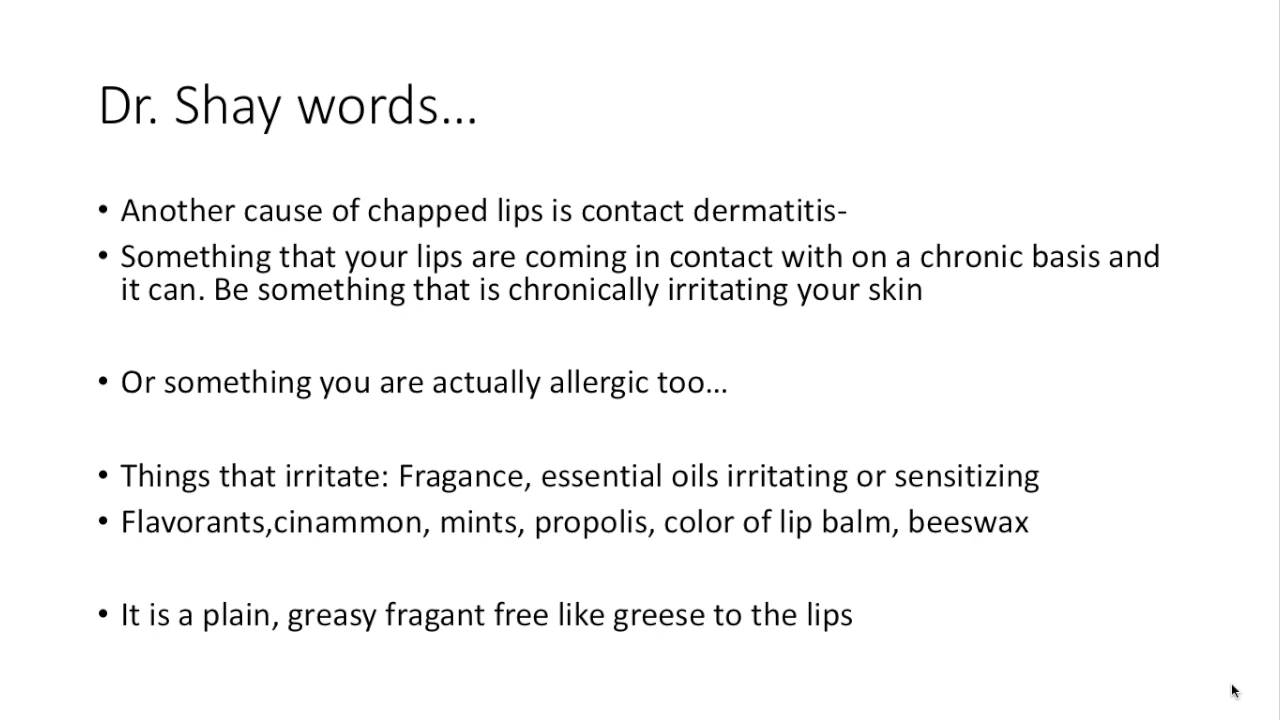 Dr. Shay words...
• Another cause of chapped lips is contact dermatitis-
• Something that your lips are coming in contact with on a chronic basis and
it can. Be something that is chronically irritating your skin
• Or something you are actually allergic too...
• Things that irritate: Fragance, essential oils irritating or sensitizing
• Flavorants,cinammon, mints, propolis, color of lip balm, beeswax
• It is a plain, greasy fragant free like greese to the lips